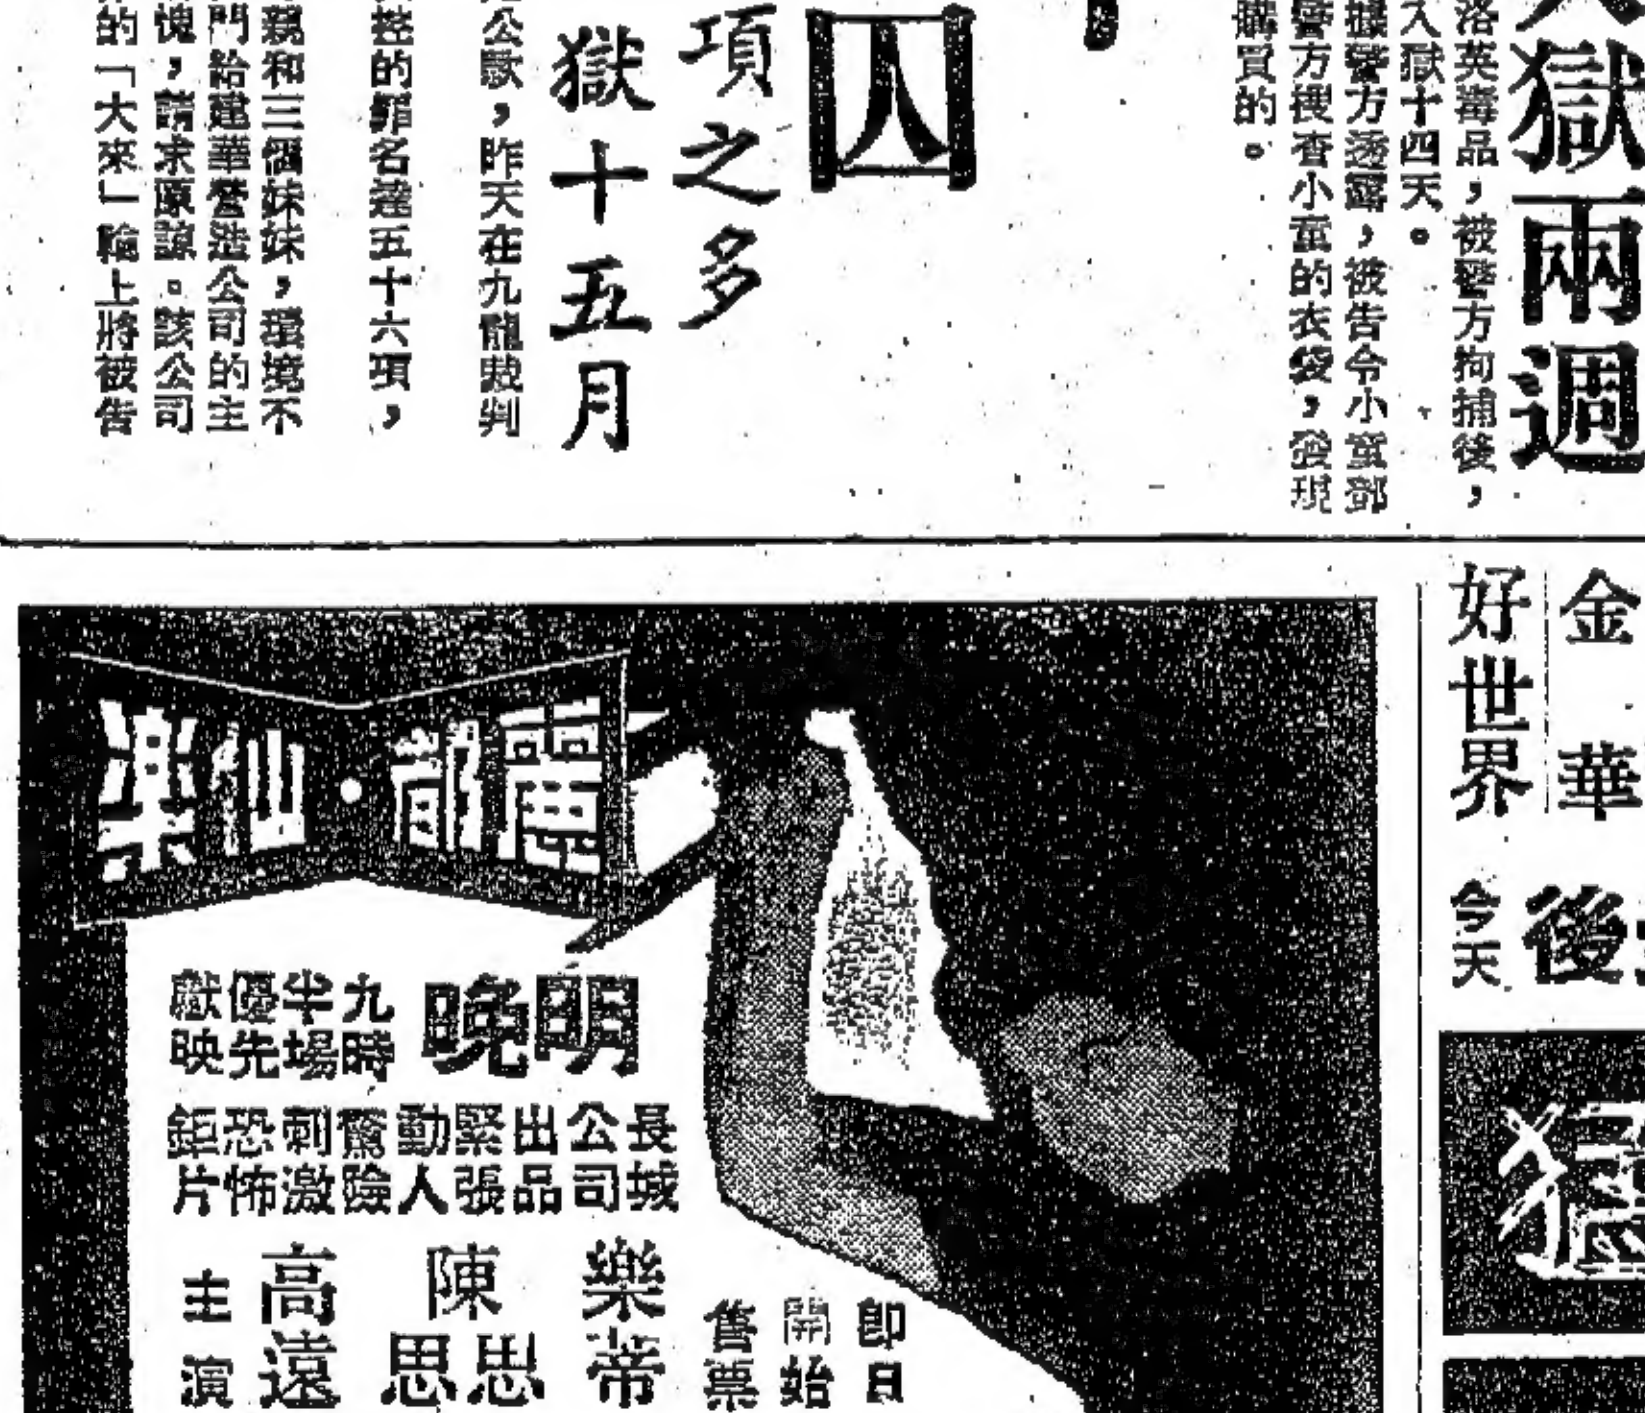 入獄兩週
洛英毒品，被警方拘捕後，
入獄十四天。
據警方透露，被告令小童鄧
警方搜查小童的衣袋，發現
購買的。
囚
項之多
獄十五月
公欵，昨天在九龍裁判
控的罪名達五十六項，
親和三個妹妹，環境不
門給建華營造公司的主
愧，請求原諒。該公司
的「大來」輪上將被告
金華
好世界
今天
後
猛
麗都・仙樂
明晚
九時半場優先獻映
長城公司出品緊張動人驚險刺激恐怖鉅片
樂蒂
陳思思
高遠
主演
即日開始售票